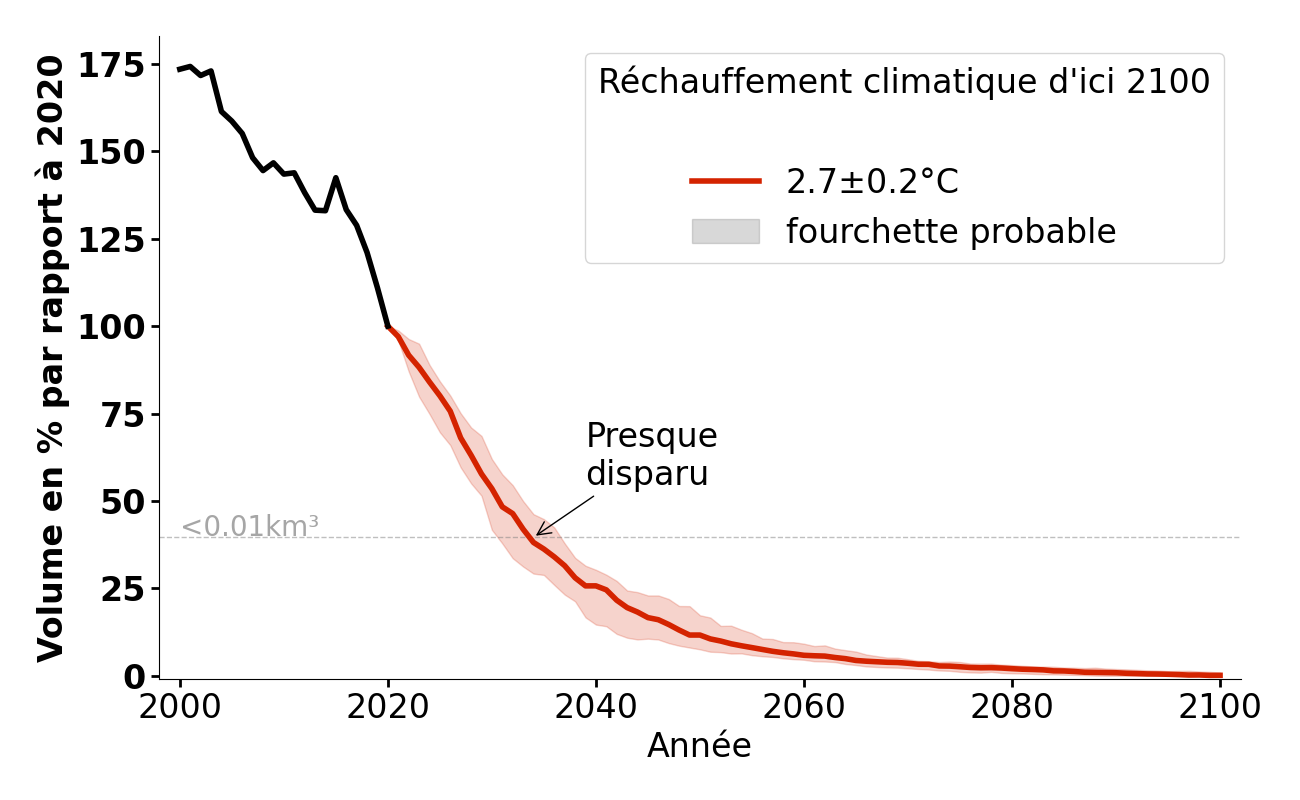 Volume en % par rapport à 2020
175
150
125
100
75
50
25
0
Réchauffement climatique d'ici 2100
2.7±0.2°C
fourchette probable
Presque
disparu
<0.01km³
2000
2020
2040
2060
2080
2100
Année